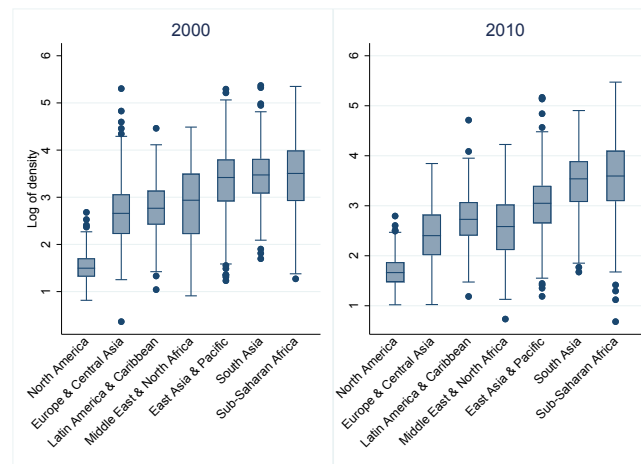 2000
2010
Log of density
6
5
4
3
2
1
6
5
4
3
2
1
North America
Europe & Central Asia
Latin America & Caribbean
Middle East & North Africa
East Asia & Pacific
South Asia
Sub-Saharan Africa
North America
Europe & Central Asia
Latin America & Caribbean
Middle East & North Africa
East Asia & Pacific
South Asia
Sub-Saharan Africa